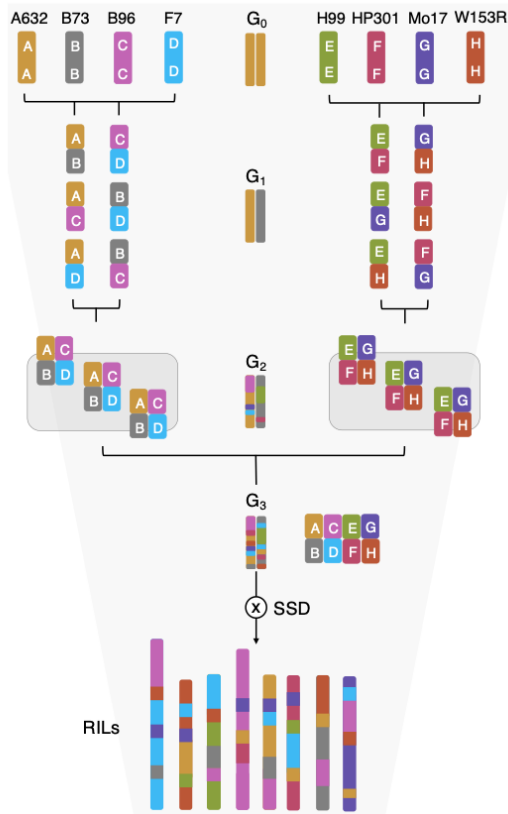 A632 B73 B96 F7 G0 H99 HP301 Mo17 W153R
A B C D E F G H
A B C D E F G H
A C E G
B D F H
G1
A B E F
C D G H
A B E F
D C H G
A C G2 E G
B D F H
A C E G
B D F H
A C E G
B D F H
G3
A C E G
B D F H
X SSD
RILs